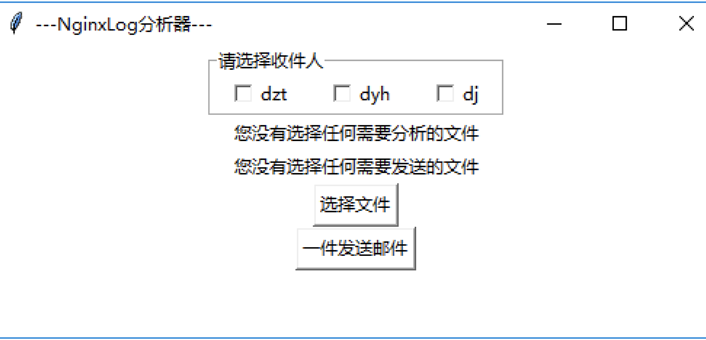 ---NginxLog分析器---
请选择收件人
dzt dyh dj
您没有选择任何需要分析的文件
您没有选择任何需要发送的文件
选择文件
一件发送邮件